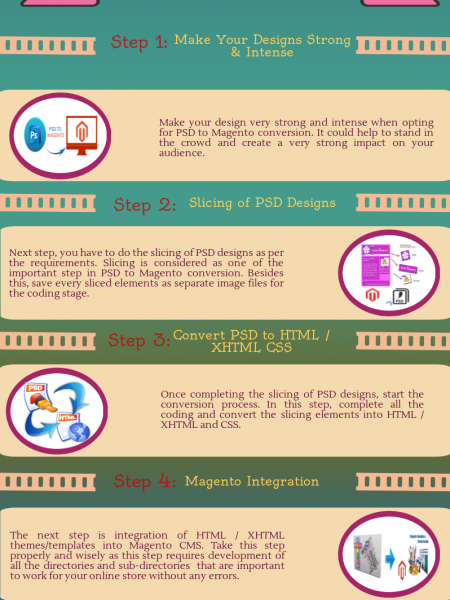 Step 1: Make Your Designs Strong
& Intense
PSD TO
MAGENTO
Ps
Make your design very strong and intense when opting
for PSD to Magento conversion. It could help to stand in
the crowd and create a very strong impact on your
audience.
Step 2: Slicing of PSD Designs
Next step, you have to do the slicing of PSD designs as per
the requirements. Slicing is considered as one of the
important step in PSD to Magento conversion. Besides
this, save every sliced elements as separate image files for
the coding stage.
Step 3: Convert PSD to HTML /
XHTML CSS
PSD
HTML
Once completing the slicing of PSD designs, start the
conversion process. In this step, complete all the
coding and convert the slicing elements into HTML /
XHTML and CSS.
Step 4: Magento Integration
The next step is integration of HTML / XHTML
themes/templates into Magento CMS. Take this step
properly and wisely as this step requires development of
all the directories and sub-directories that are important
to work for your online store without any errors.